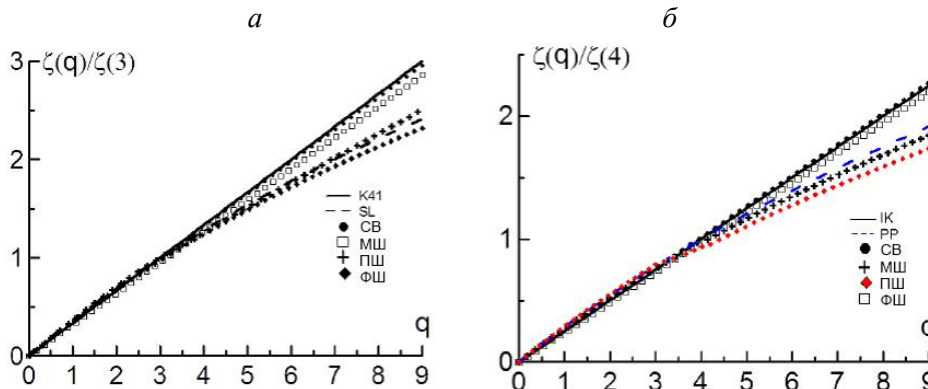 а
б
ζ(q)/ζ(3)
3
2
1
0
K41
SL
СВ
МШ
ПШ
ФШ
q
0 1 2 3 4 5 6 7 8 9
ζ(q)/ζ(4)
2
1
0
IK
PP
СВ
МШ
ПШ
ФШ
0 1 2 3 4 5 6 7 8 9